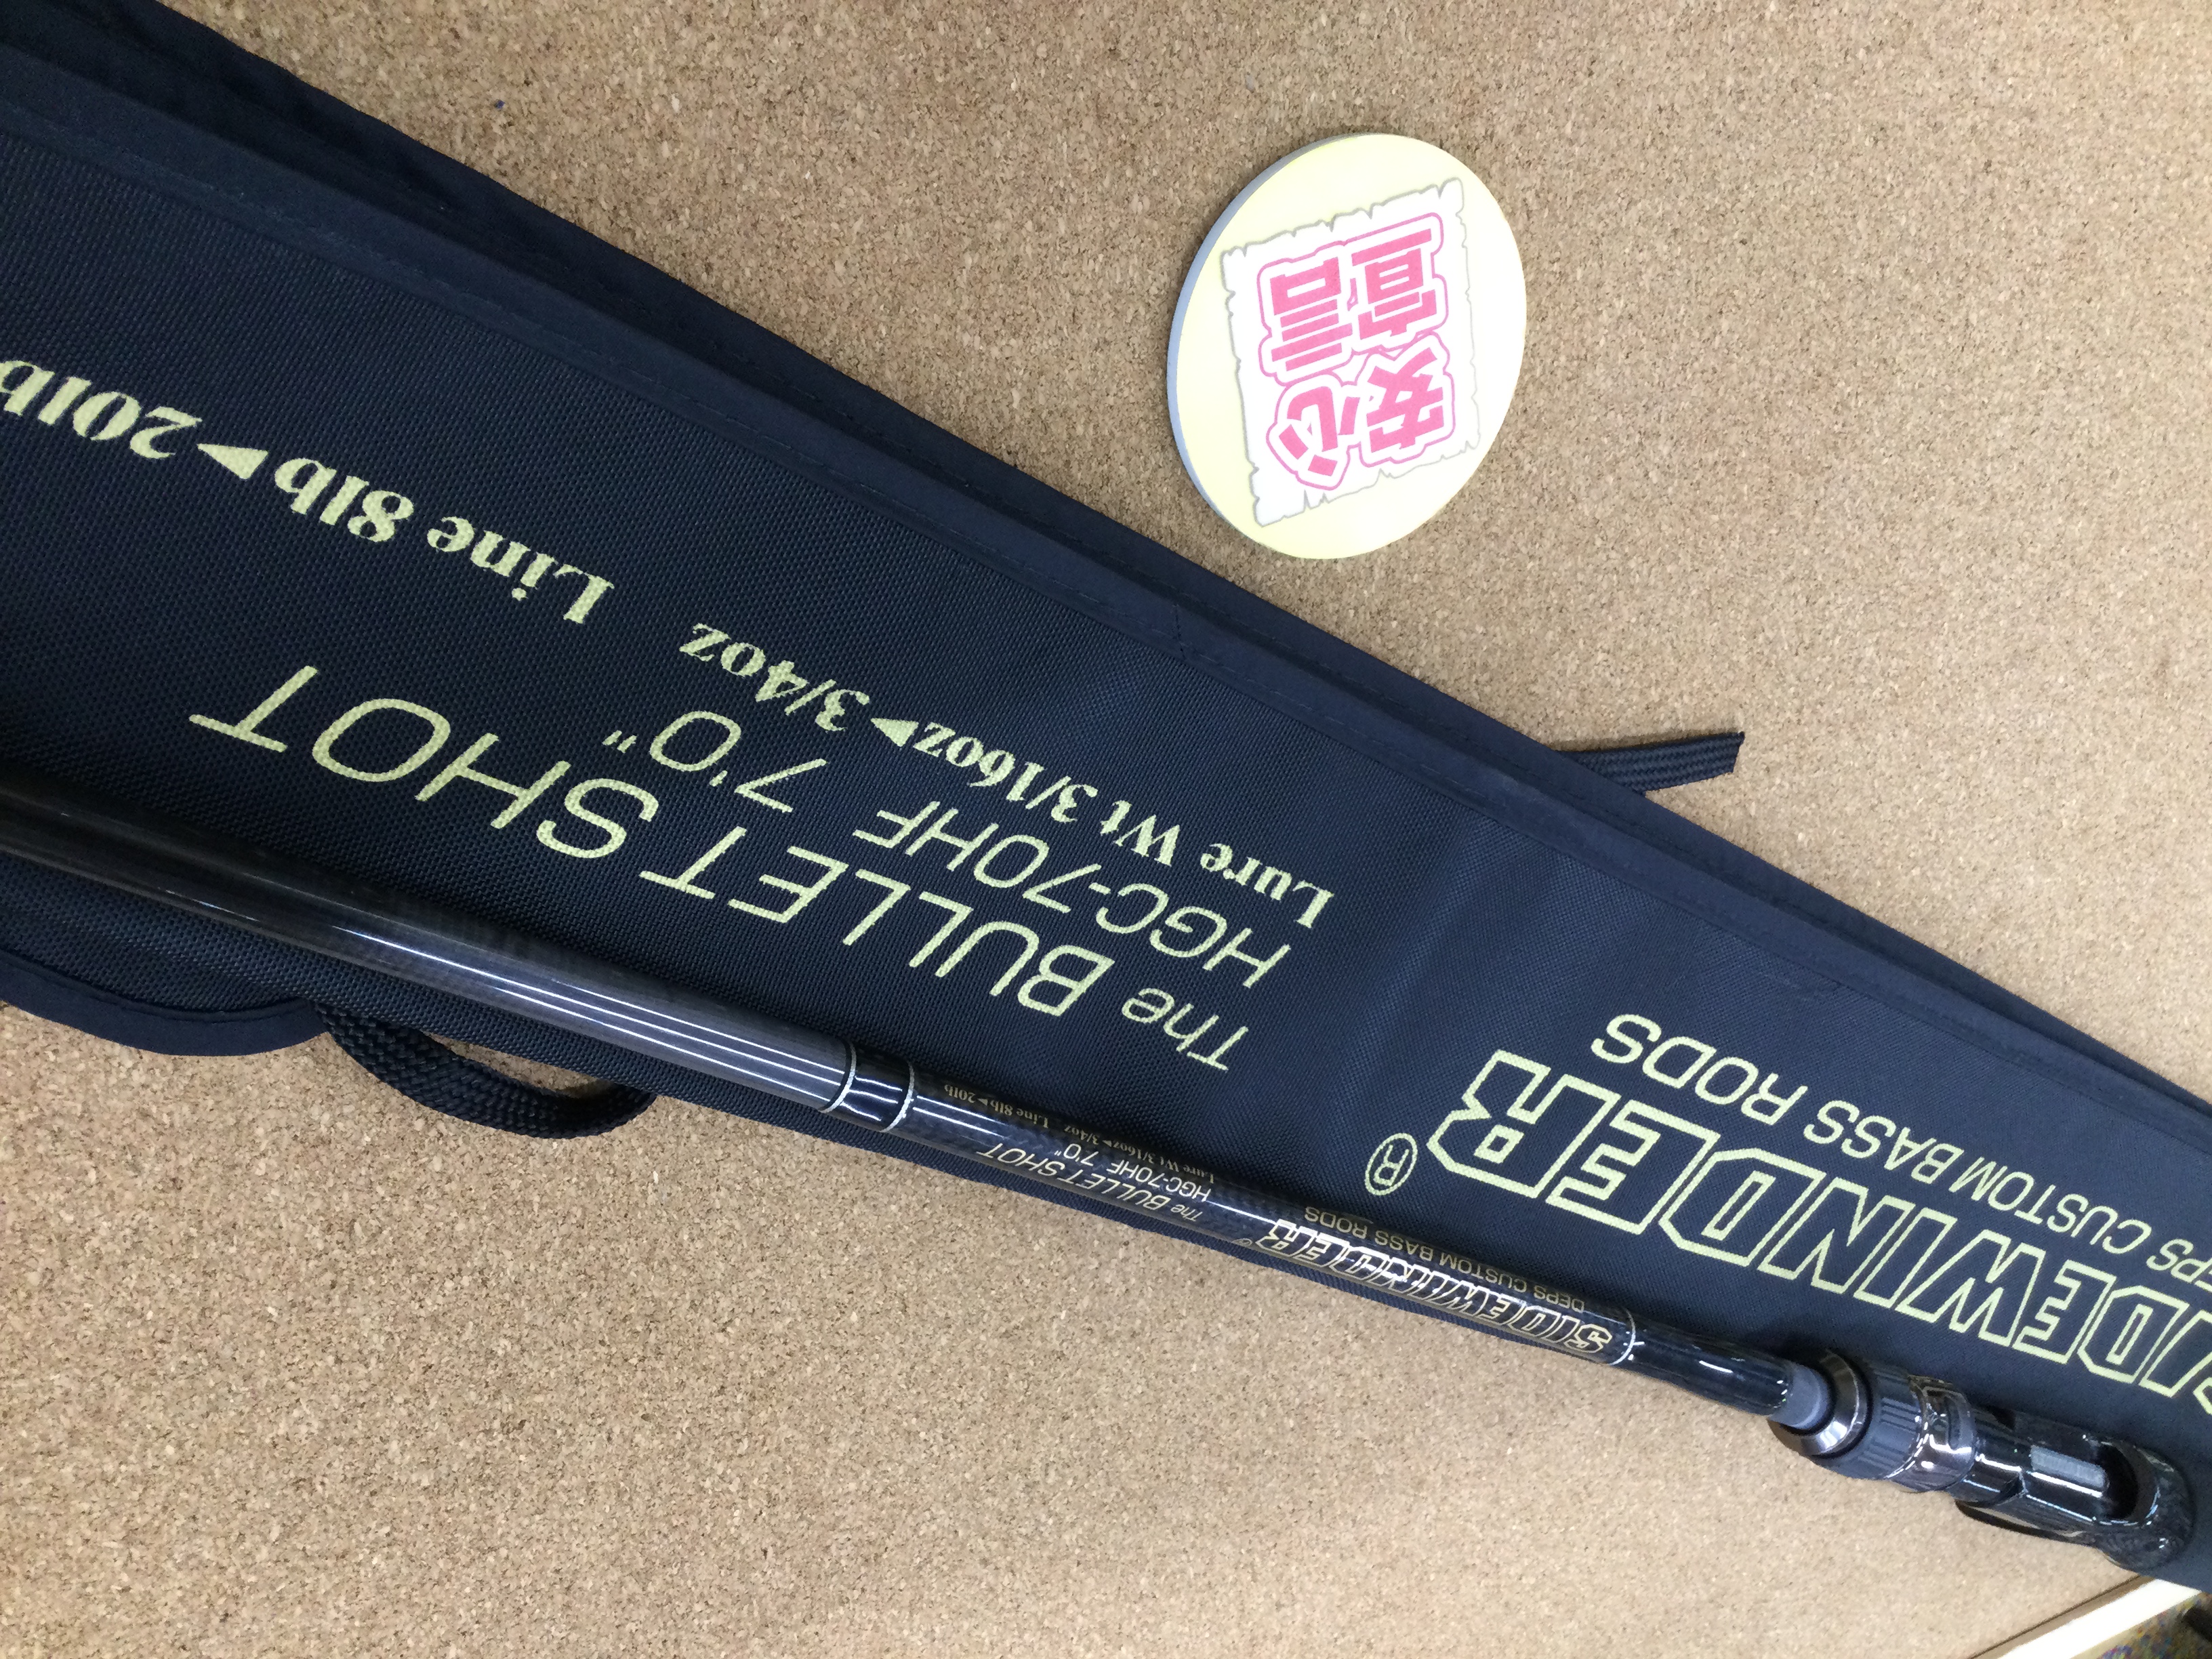 SIDEWINDER®
DEPS CUSTOM BASS RODS
The BULLET SHOT
HGC-70HF 7'0"
Lure Wt 3/16oz▶3/4oz Line 8lb▶20lb
SIDEWINDER®
DEPS CUSTOM BASS RODS
The BULLET SHOT
HGC-70HF 7'0"
Lure Wt 3/16oz▶3/4oz Line 8lb▶20lb
安心
宣言